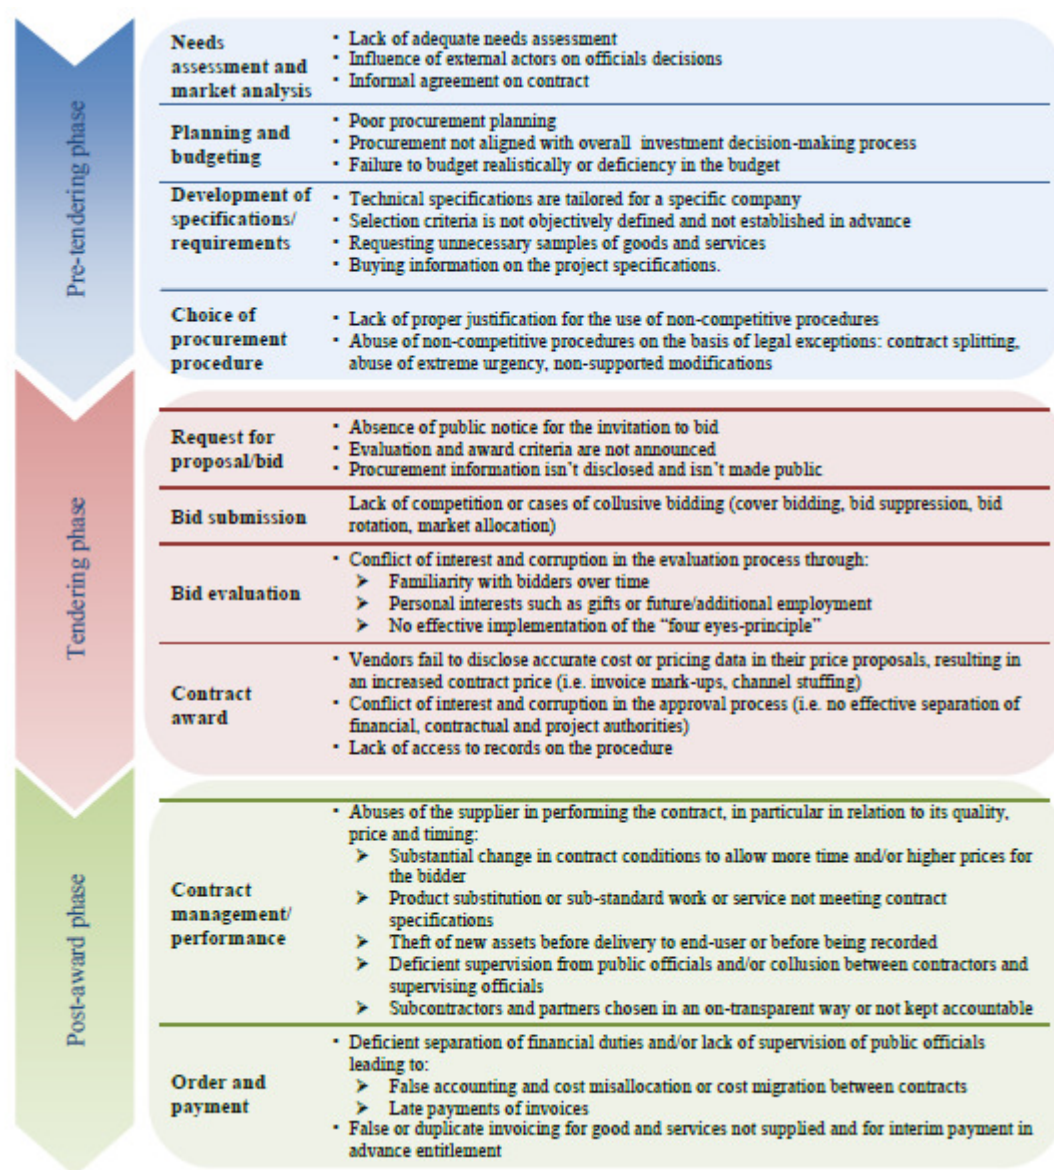 Pre-tendering phase
Needs
assessment and
market analysis
• Lack of adequate needs assessment
• Influence of external actors on officials decisions
• Informal agreement on contract
Planning and
budgeting
• Poor procurement planning
• Procurement not aligned with overall investment decision-making process
• Failure to budget realistically or deficiency in the budget
Development of
specifications/
requirements
• Technical specifications are tailored for a specific company
• Selection criteria is not objectively defined and not established in advance
• Requesting unnecessary samples of goods and services
• Buying information on the project specifications.
Choice of
procurement
procedure
• Lack of proper justification for the use of non-competitive procedures
• Abuse of non-competitive procedures on the basis of legal exceptions: contract splitting,
abuse of extreme urgency, non-supported modifications
Tendering phase
Request for
proposal/bid
• Absence of public notice for the invitation to bid
• Evaluation and award criteria are not announced
• Procurement information isn`t disclosed and isn`t made public
Bid submission
Lack of competition or cases of collusive bidding (cover bidding, bid suppression, bid
rotation, market allocation)
Bid evaluation
• Conflict of interest and corruption in the evaluation process through:
➢ Familiarity with bidders over time
➢ Personal interests such as gifts or future/additional employment
➢ No effective implementation of the “four eyes-principle”
Contract
award
• Vendors fail to disclose accurate cost or pricing data in their price proposals, resulting in
an increased contract price (i.e. invoice mark-ups, channel stuffing)
• Conflict of interest and corruption in the approval process (i.e. no effective separation of
financial, contractual and project authorities)
• Lack of access to records on the procedure
Post-award phase
Contract
management/
performance
• Abuses of the supplier in performing the contract, in particular in relation to its quality,
price and timing:
➢ Substantial change in contract conditions to allow more time and/or higher prices for
the bidder
➢ Product substitution or sub-standard work or service not meeting contract
specifications
➢ Theft of new assets before delivery to end-user or before being recorded
➢ Deficient supervision from public officials and/or collusion between contractors and
supervising officials
➢ Subcontractors and partners chosen in an on-transparent way or not kept accountable
Order and
payment
• Deficient separation of financial duties and/or lack of supervision of public officials
leading to:
➢ False accounting and cost misallocation or cost migration between contracts
➢ Late payments of invoices
• False or duplicate invoicing for good and services not supplied and for interim payment in
advance entitlement